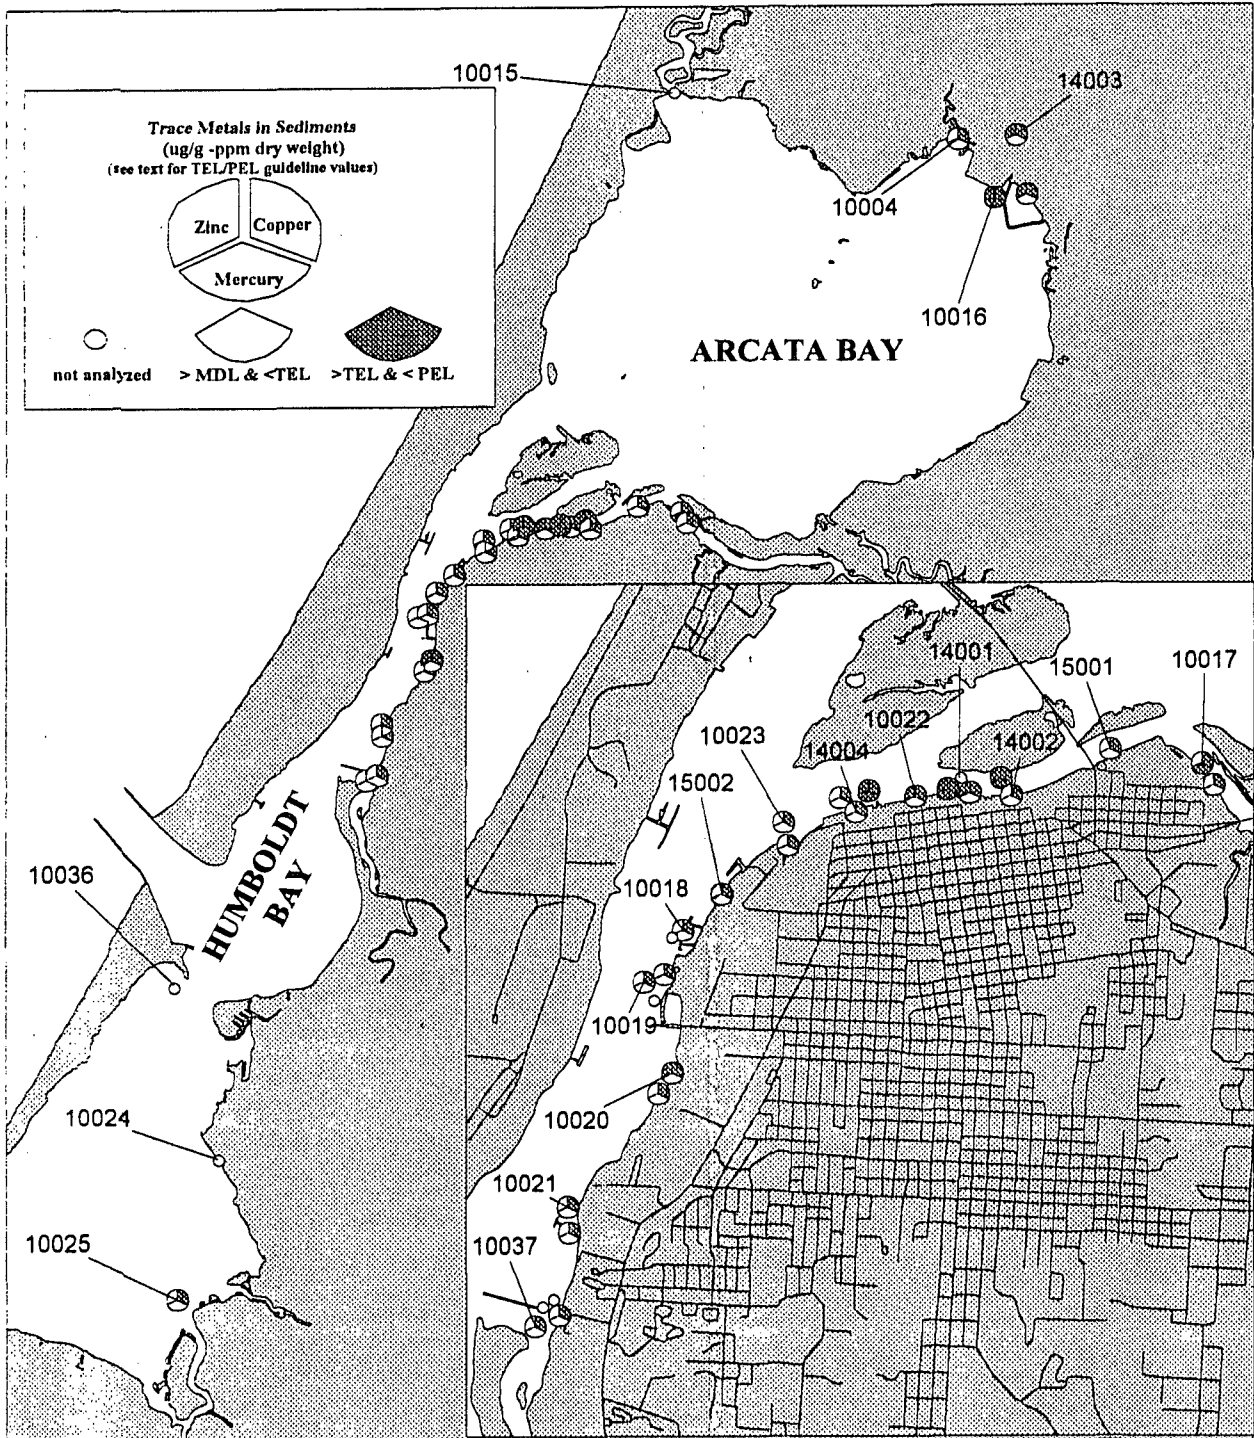 10015
14003
Trace Metals in Sediments
(ug/g -ppm dry weight)
(see text for TEL/PEL guideline values)
Zinc
Copper
Mercury
not analyzed
> MDL & <TEL
>TEL & < PEL
10004
10016
ARCATA BAY
14001
15001
10017
10022
10023
14004
14002
15002
HUMBOLDT
BAY
10036
10018
10019
10024
10020
10021
10025
10037